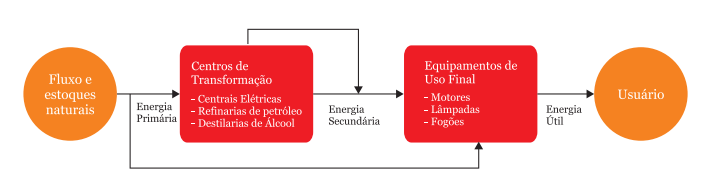 Fluxo e
estoques
naturais
Energia
Primária
Centros de
Transformação
– Centrais Elétricas
– Refinarias de petróleo
– Destilarias de Álcool
Energia
Secundária
Equipamentos de
Uso Final
– Motores
– Lâmpadas
– Fogões
Energia
Útil
Usuário